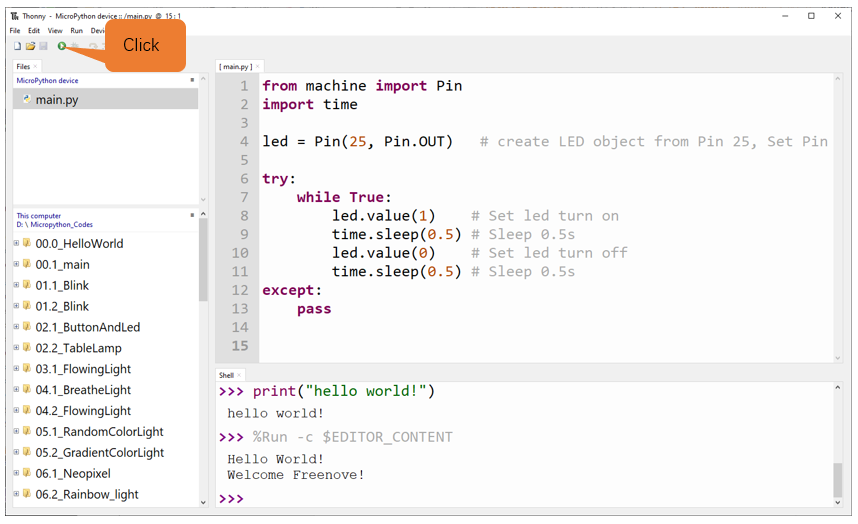 Thonny - MicroPython device :: /main.py @ 15 : 1
File Edit View Run
Click
Files
MicroPython device
main.py
This computer
D: \ Micropython_Codes
00.0_HelloWorld
00.1_main
01.1_Blink
01.2_Blink
02.1_ButtonAndLed
02.2_TableLamp
03.1_FlowingLight
04.1_BreatheLight
04.2_FlowingLight
05.1_RandomColorLight
05.2_GradientColorLight
06.1_Neopixel
06.2_Rainbow_light
[ main.py ]
1 from machine import Pin
2 import time
3
4 led = Pin(25, Pin.OUT)   # create LED object from Pin 25, Set Pin
5
6 try:
7     while True:
8         led.value(1)    # Set led turn on
9         time.sleep(0.5) # Sleep 0.5s
10         led.value(0)    # Set led turn off
11         time.sleep(0.5) # Sleep 0.5s
12 except:
13     pass
14
15
Shell
>>> print("hello world!")
hello world!
>>> %Run -c $EDITOR_CONTENT
Hello World!
Welcome Freenove!
>>>